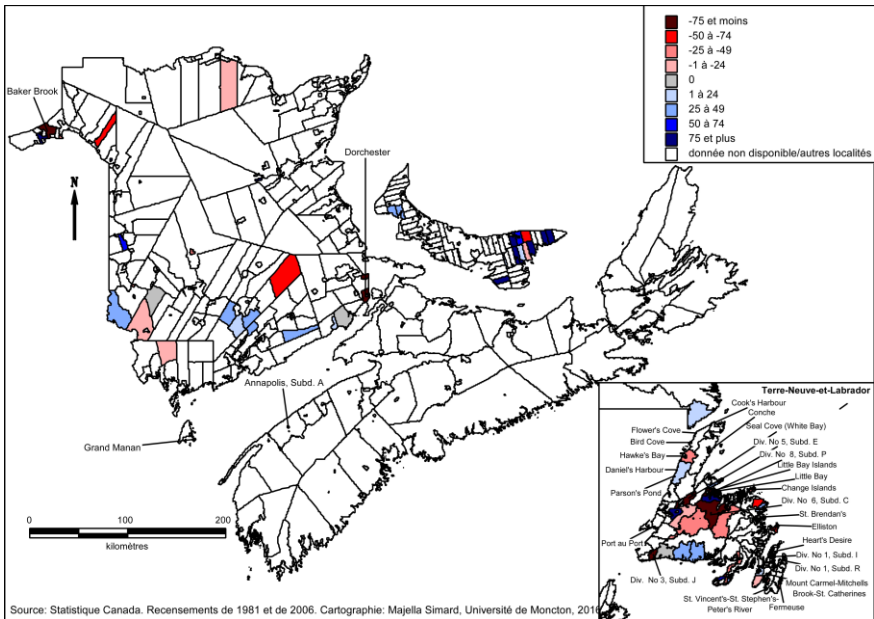 -75 et moins
-50 à -74
-25 à -49
-1 à -24
0
1 à 24
25 à 49
50 à 74
75 et plus
donnée non disponible/autres localités
Baker Brook
Dorchester
N
Annapolis, Subd. A
Grand Manan
0 100 200
kilomètres
Terre-Neuve-et-Labrador
Cook's Harbour
Conche
Flower's Cove
Seal Cove (White Bay)
Bird Cove
Div. No 5, Subd. E
Hawke's Bay
Div. No 8, Subd. P
Daniel's Harbour
Little Bay Islands
Little Bay
Parson's Pond
Change Islands
Div. No 6, Subd. C
St. Brendan's
Elliston
Port au Port
Heart's Desire
Div. No 1, Subd. I
Div. No 1, Subd. R
Div. No 3, Subd. J
Mount Carmel-Mitchells
Brook-St. Catherines
St. Vincent's-St. Stephen's-
Peter's River
Fermeuse
Source: Statistique Canada. Recensements de 1981 et de 2006. Cartographie: Majella Simard, Université de Moncton, 2016